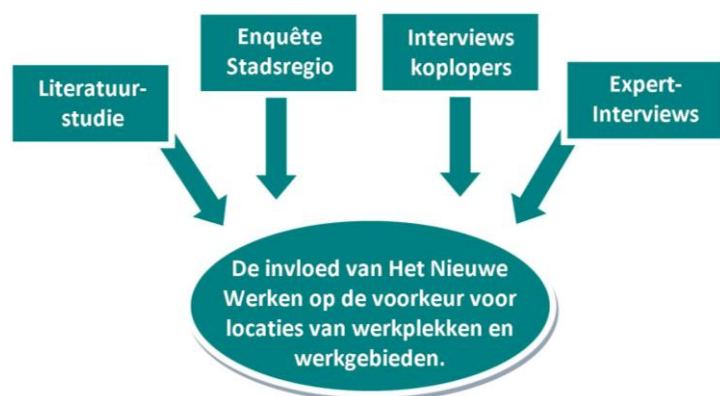 Literatuur-
studie
Enquête
Stadsregio
Interviews
koplopers
Expert-
Interviews
De invloed van Het Nieuwe
Werken op de voorkeur voor
locaties van werkplekken en
werkgebieden.